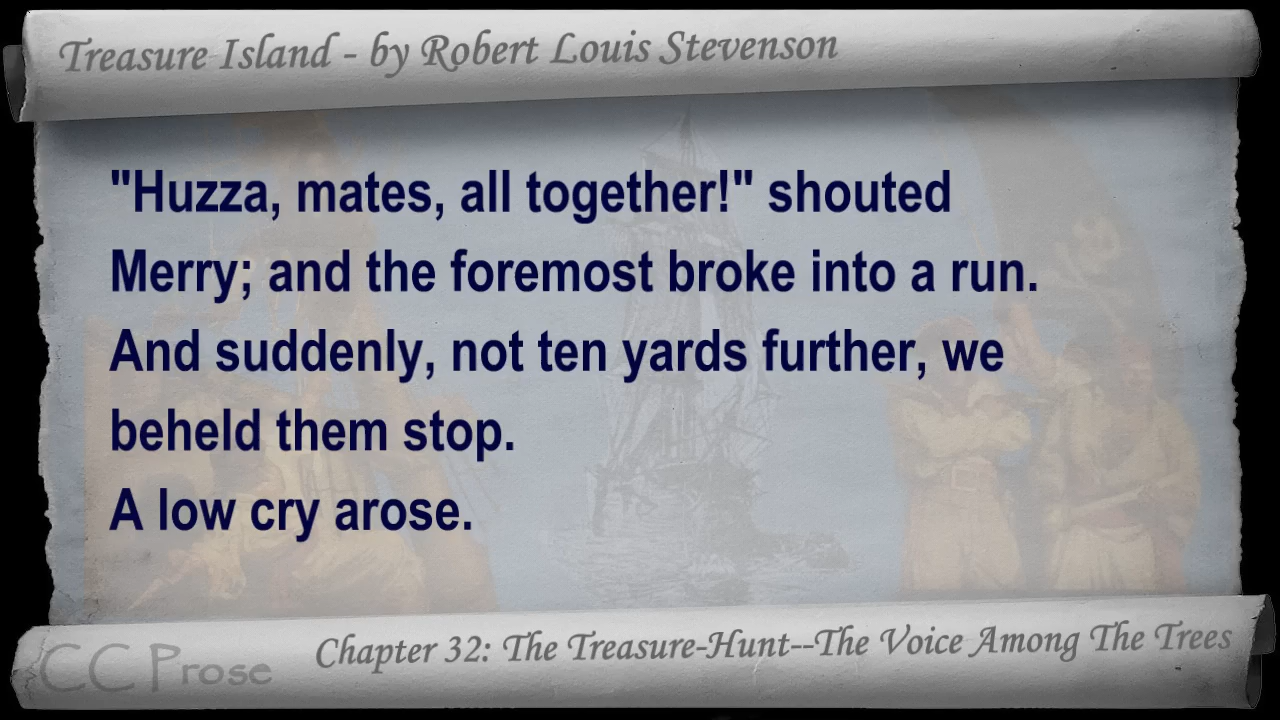 Treasure Island - by Robert Louis Stevenson
"Huzza, mates, all together!" shouted
Merry; and the foremost broke into a run.
And suddenly, not ten yards further, we
beheld them stop.
A low cry arose.
CC Prose
Chapter 32: The Treasure-Hunt--The Voice Among The Trees